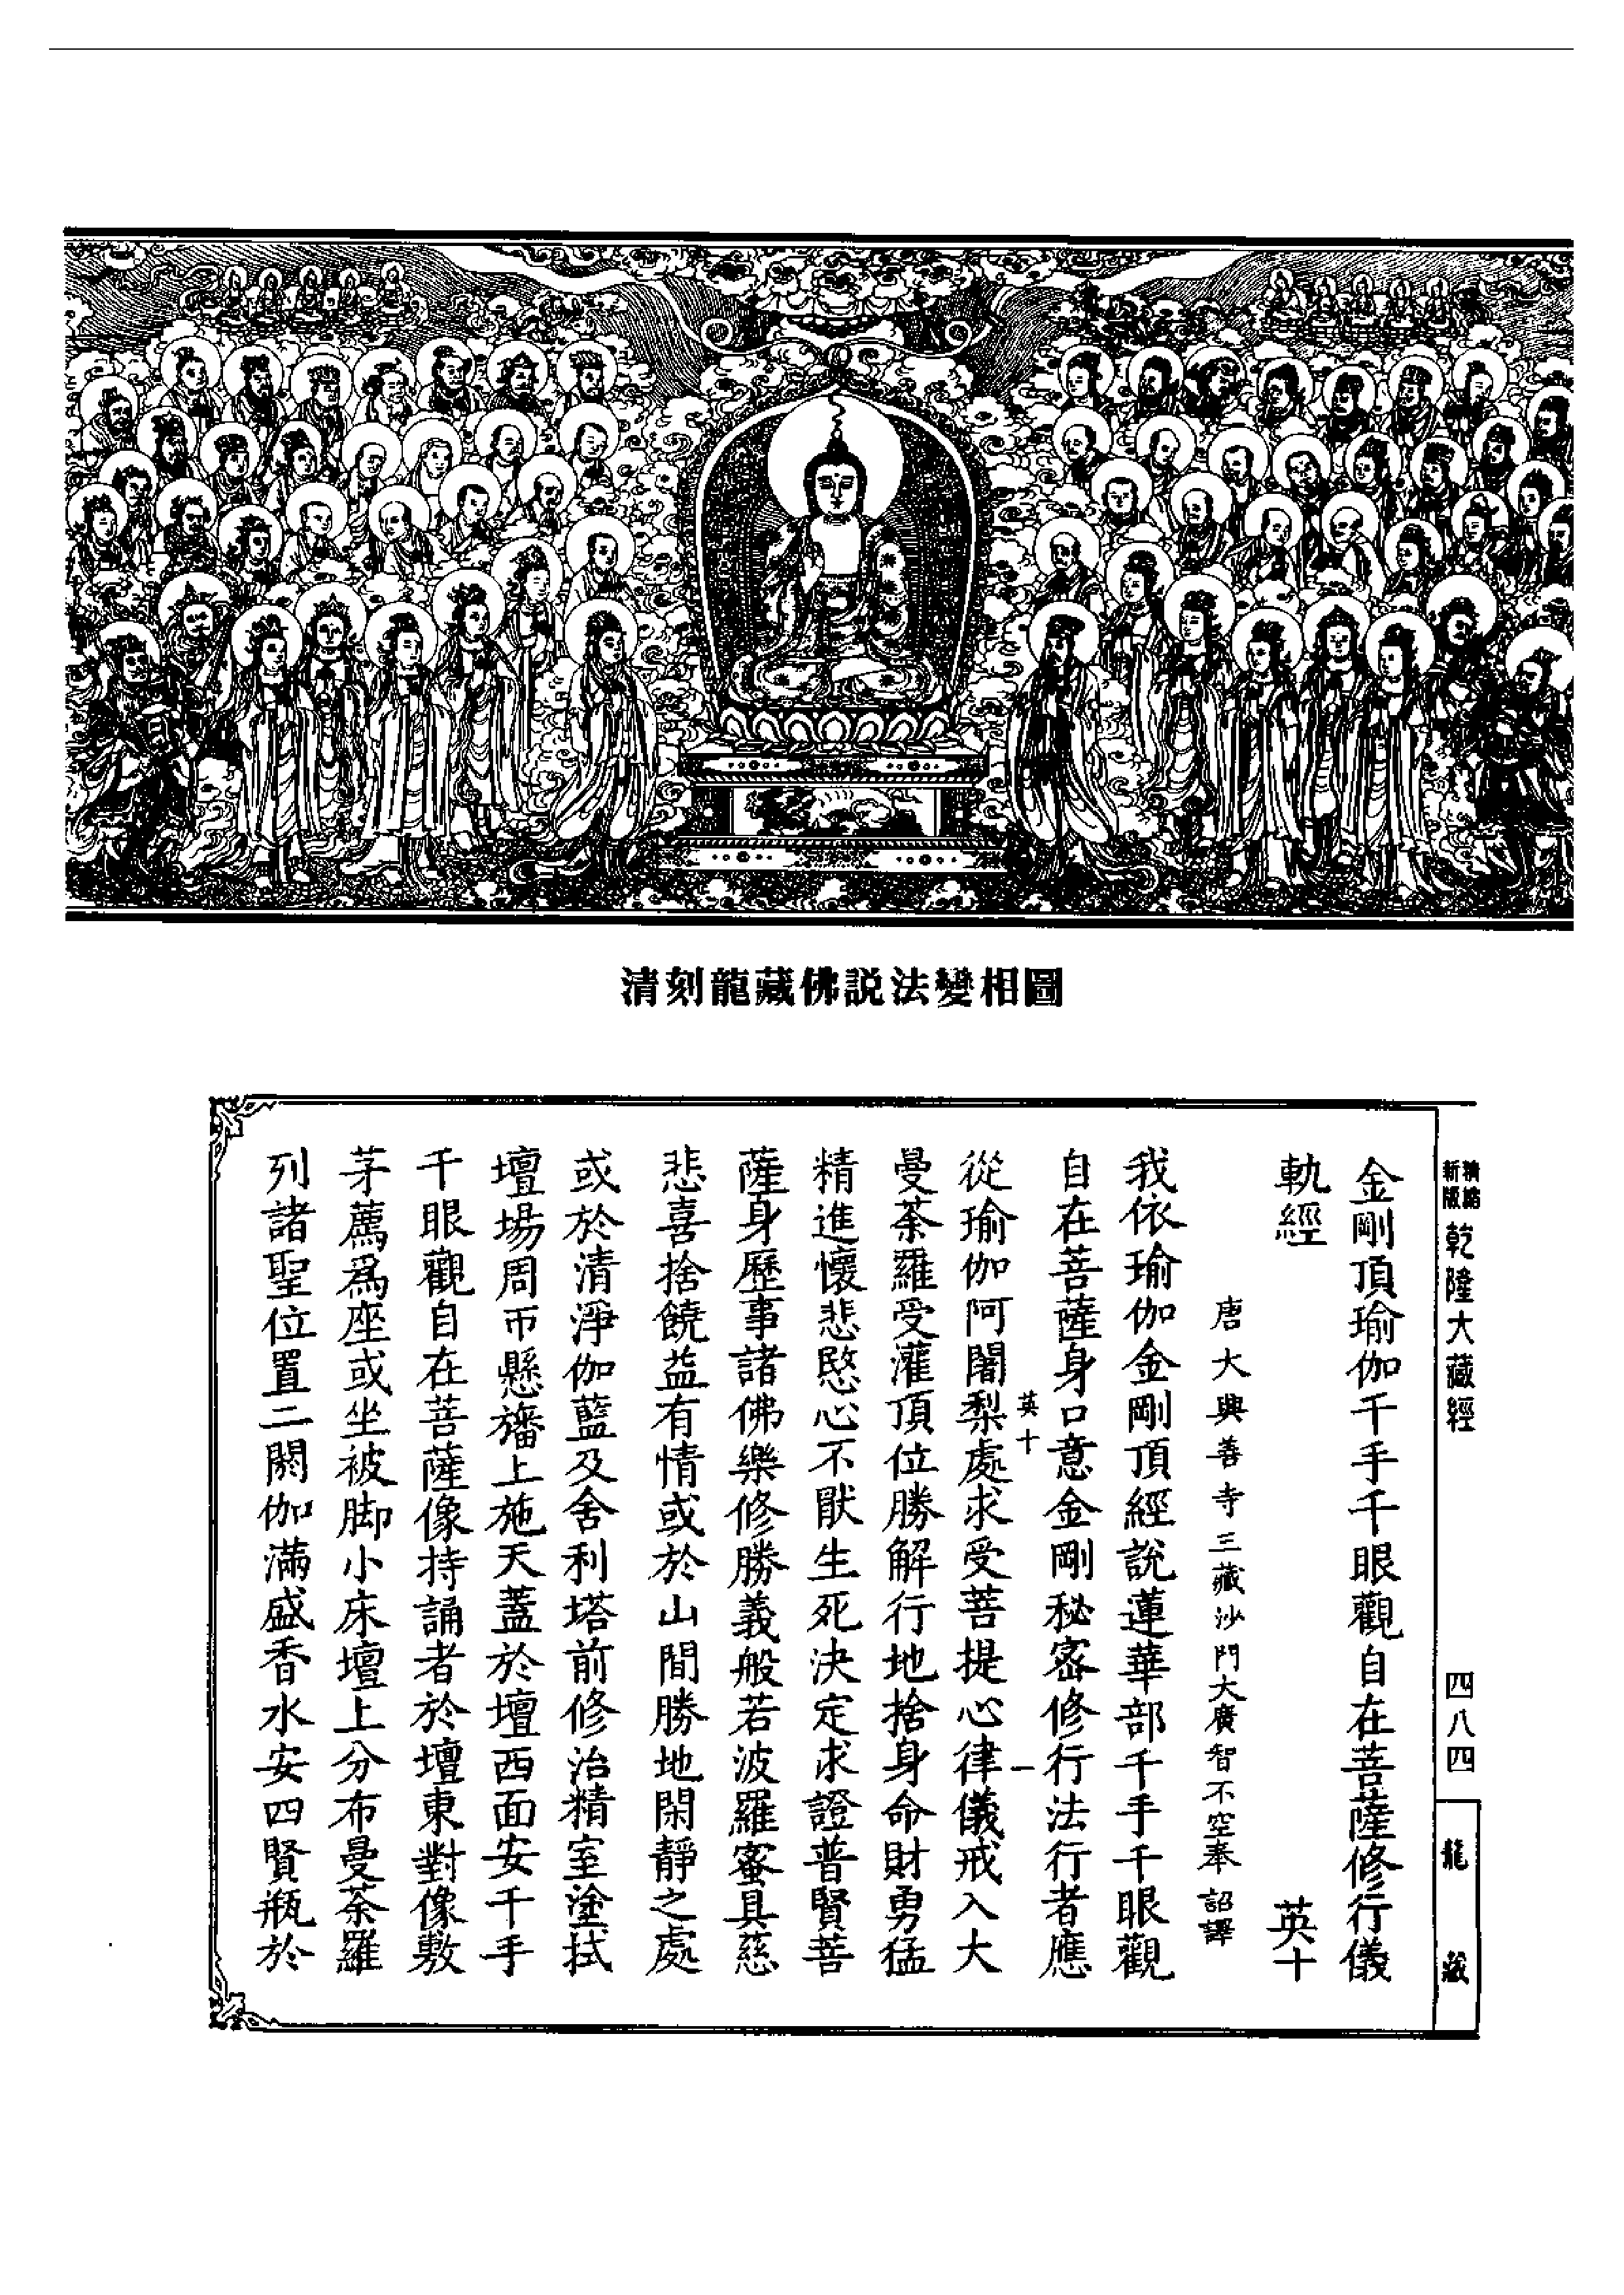 清刻龍藏佛説法變相圖
新版
精縮
乾隆大藏經
四八四
龍藏
金剛頂瑜伽千手千眼觀自在菩薩修行儀
軌經 英十
唐大興善寺三藏沙門大廣智不空奉 詔譯
我依瑜伽金剛頂經說蓮華部千手千眼觀
自在菩薩身口意金剛秘密修行法行者應
英十 一
從瑜伽阿闍梨處求受菩提心律儀戒入大
曼荼羅受灌頂位勝解行地捨身命財勇猛
精進懷悲愍心不猒生死決定求證普賢菩
薩身歷事諸佛樂修勝義般若波羅蜜具慈
悲喜捨饒益有情或於山間勝地閑靜之處
或於清淨伽藍及舍利塔前修治精室塗拭
壇場周帀懸旛上施天蓋於壇西面安千手
千眼觀自在菩薩像持誦者於壇東對像敷
茅薦爲座或坐被脚小床壇上分布曼荼羅
列諸聖位置二閼伽滿盛香水安四賢瓶於